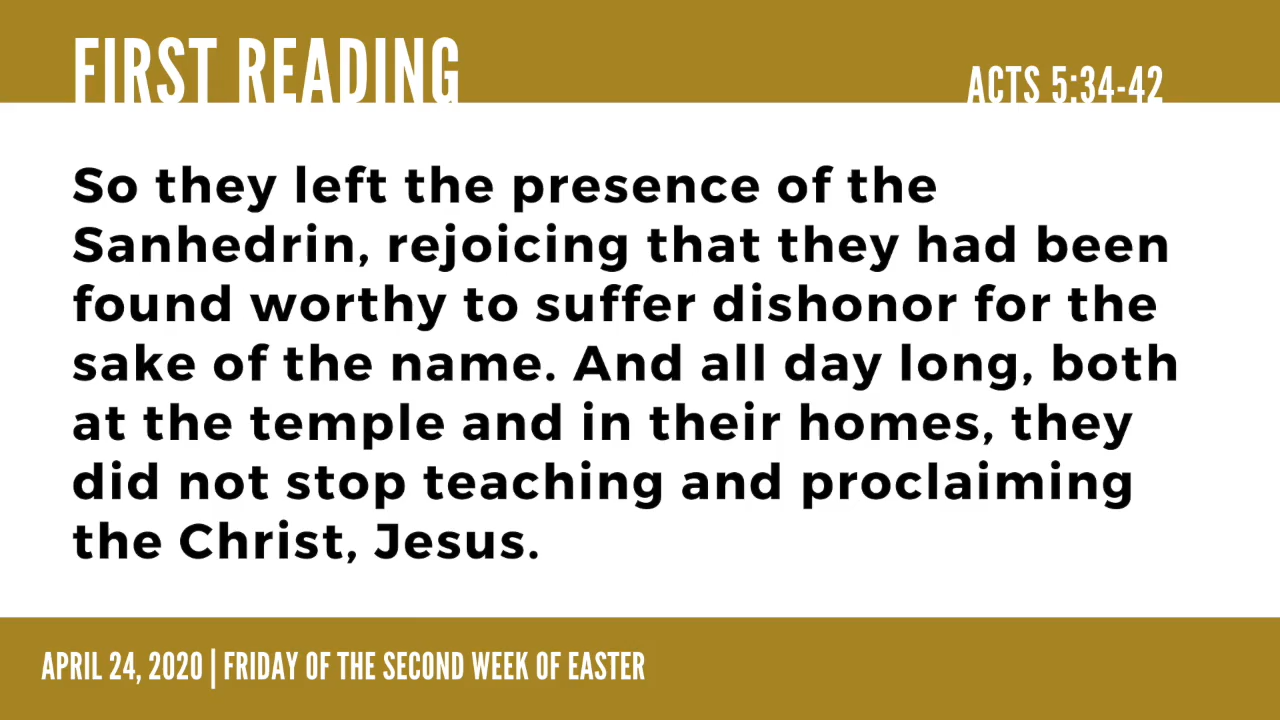 FIRST READING
ACTS 5:34-42
So they left the presence of the
Sanhedrin, rejoicing that they had been
found worthy to suffer dishonor for the
sake of the name. And all day long, both
at the temple and in their homes, they
did not stop teaching and proclaiming
the Christ, Jesus.
APRIL 24, 2020 | FRIDAY OF THE SECOND WEEK OF EASTER